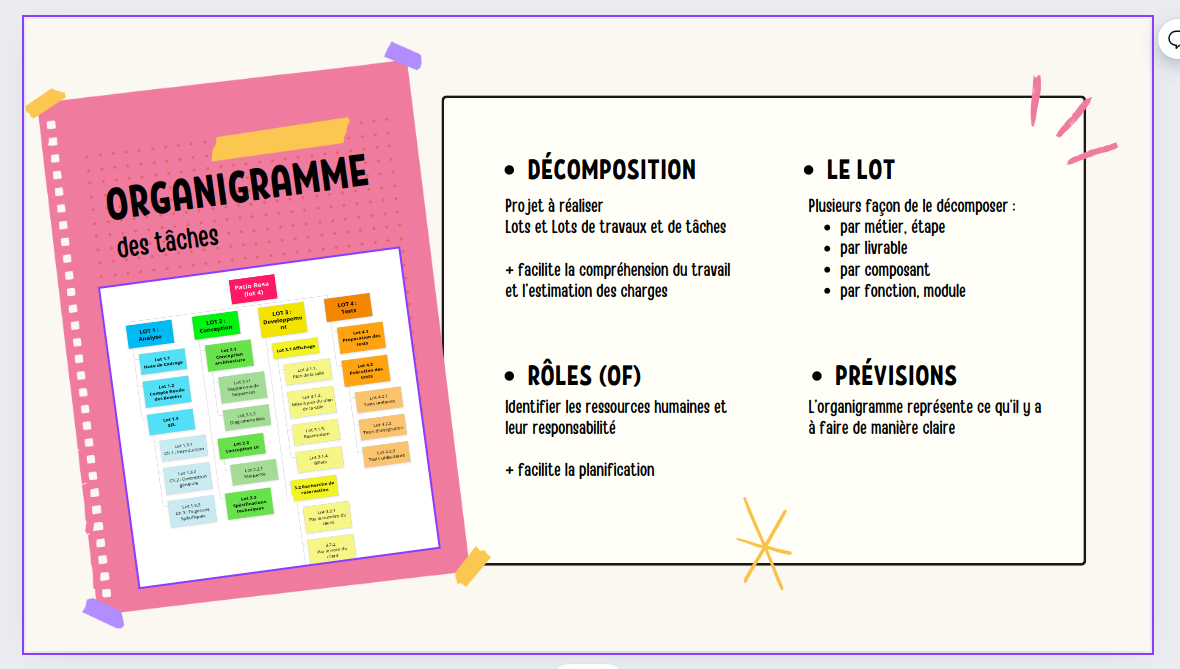 ORGANIGRAMME
des tâches
Patio Rosa
(lot 4)
LOT 1 :
Analyse
Lot 1.1
Note de Cadrage
Lot 1.2
Compte Rendu
des Besoins
Lot 1.3
Lot 1.3.1
Ch 1 : Introduction
Lot 1.3.2
Ch 2 : Description
générale
Lot 1.3.3
Ch 3 : Exigences
Spécifiques
LOT 2 :
Conception
Lot 2.1
Conception
architecture
Lot 2.1.1
Diagramme de
Séquences
Lot 2.1.2
Diagramme
Lot 2.2
Conception UI
Lot 2.2.1
Maquette
Lot 2.3
Spécifications
techniques
LOT 3 :
Developpeme
nt
Lot 3.1 Affichage
Lot 3.1.1.
Plan de la salle
Lot 3.1.2.
Mise à jour du plan
de la salle
Lot 3.1.3.
Réservation
Lot 3.1.4.
Billets
3.2 Recherche de
réservation
Lot 3.2.1
Par le numéro du
client
3.2.2.
Par le nom du
client
LOT 4 :
Tests
Lot 4.1
Préparation des
tests
Lot 4.2
Exécution des
tests
Lot 4.2.1
Tests unitaires
Lot 4.2.2
Tests d'intégration
Lot 4.2.3
Tests utilisateurs
• DÉCOMPOSITION
Projet à réaliser
Lots et Lots de travaux et de tâches
+ facilite la compréhension du travail
et l'estimation des charges
• LE LOT
Plusieurs façon de le décomposer :
• par métier, étape
• par livrable
• par composant
• par fonction, module
• RÔLES (OF)
Identifier les ressources humaines et
leur responsabilité
+ facilite la planification
• PRÉVISIONS
L'organigramme représente ce qu'il y a
à faire de manière claire